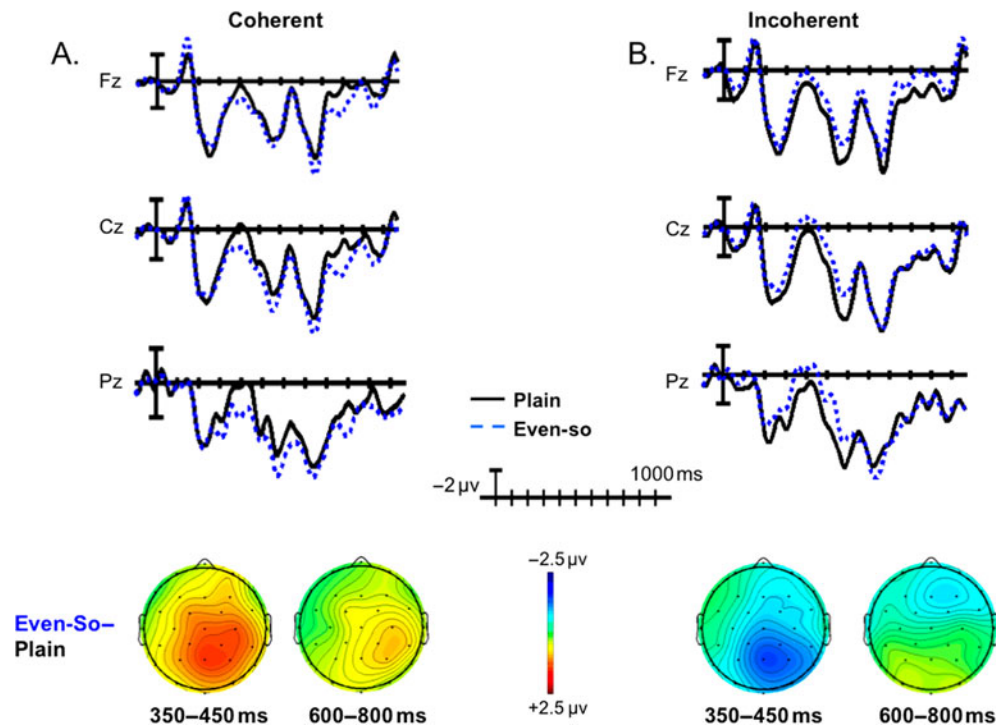 Coherent
Incoherent
A.
B.
Fz
Fz
Cz
Cz
Pz
Pz
Plain
Even-so
−2 μv
1000 ms
−2.5 μv
Even-So–
Plain
+2.5 μv
350–450 ms
600–800 ms
350–450 ms
600–800 ms